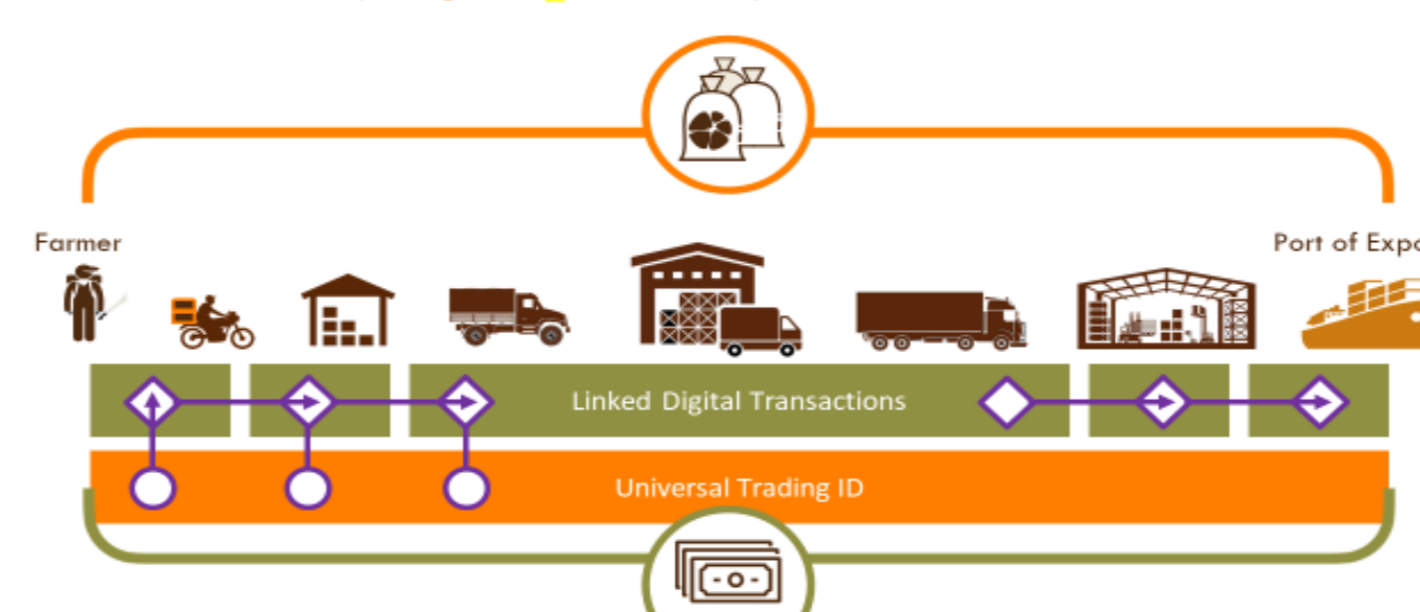 Farmer
Port of Expo
Linked Digital Transactions
Universal Trading ID